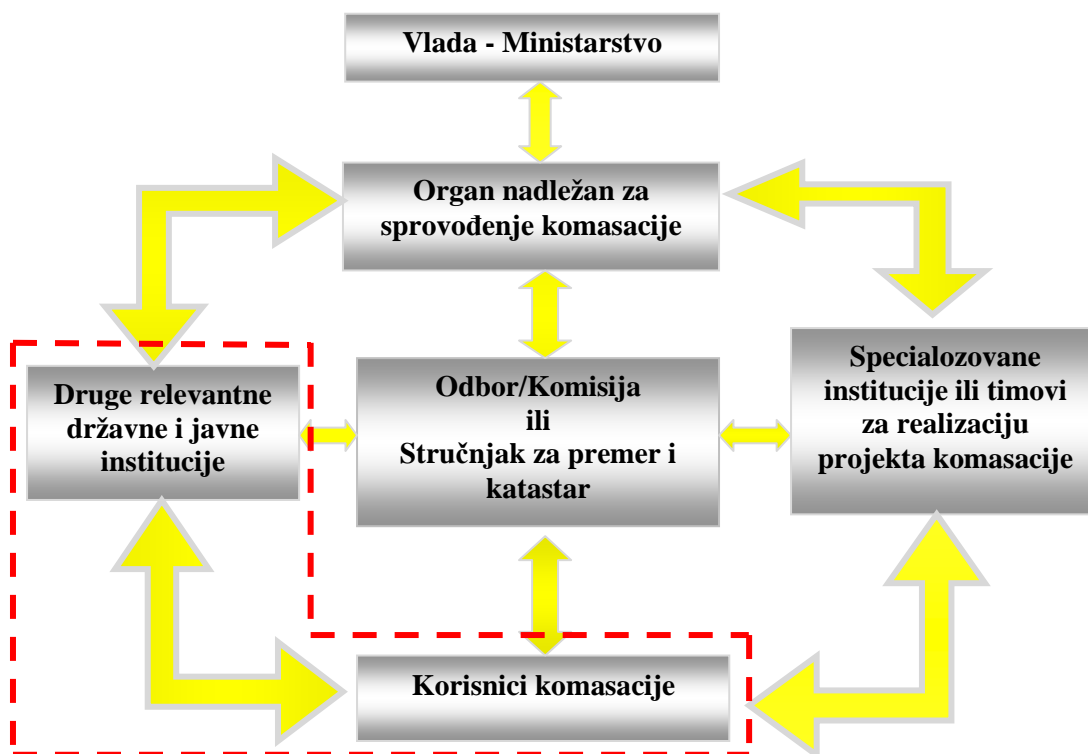 Vlada - Ministarstvo
Organ nadležan za
sprovođenje komasacije
Druge relevantne
državne i javne
institucije
Odbor/Komisija
ili
Stručnjak za premer i
katastar
Specialozovane
institucije ili timovi
za realizaciju
projekta komasacije
Korisnici komasacije